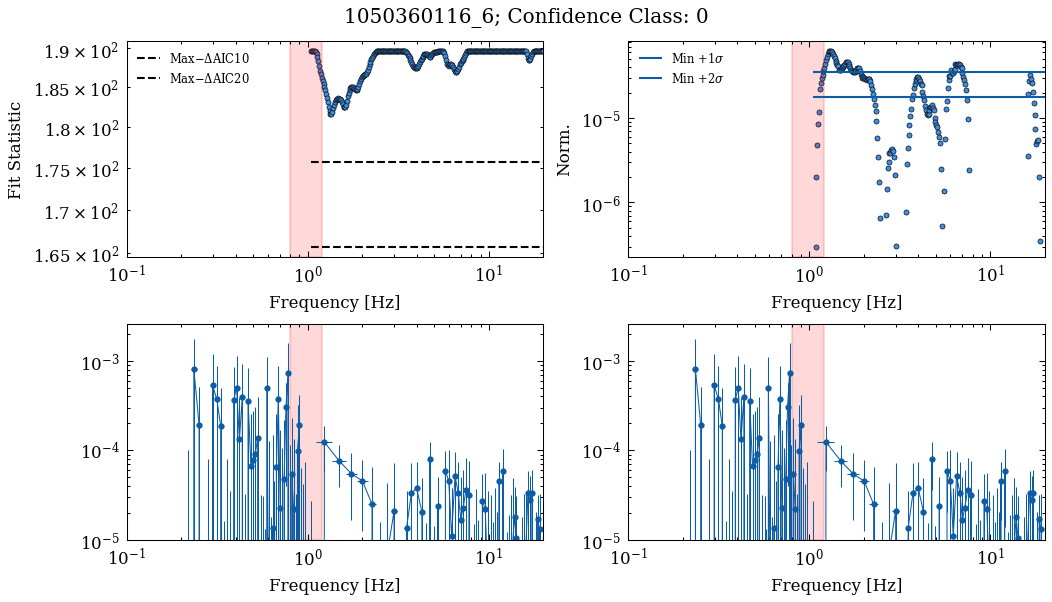 1050360116_6; Confidence Class: 0
Fit Statistic
1.9 × 10²
1.85 × 10²
1.8 × 10²
1.75 × 10²
1.7 × 10²
1.65 × 10²
Max−ΔAIC10
Max−ΔAIC20
10⁻¹ 10⁰ 10¹
Frequency [Hz]
Norm.
10⁻⁵
10⁻⁶
Min +1σ
Min +2σ
10⁻¹ 10⁰ 10¹
Frequency [Hz]
10⁻³
10⁻⁴
10⁻⁵
10⁻¹ 10⁰ 10¹
Frequency [Hz]
10⁻³
10⁻⁴
10⁻⁵
10⁻¹ 10⁰ 10¹
Frequency [Hz]